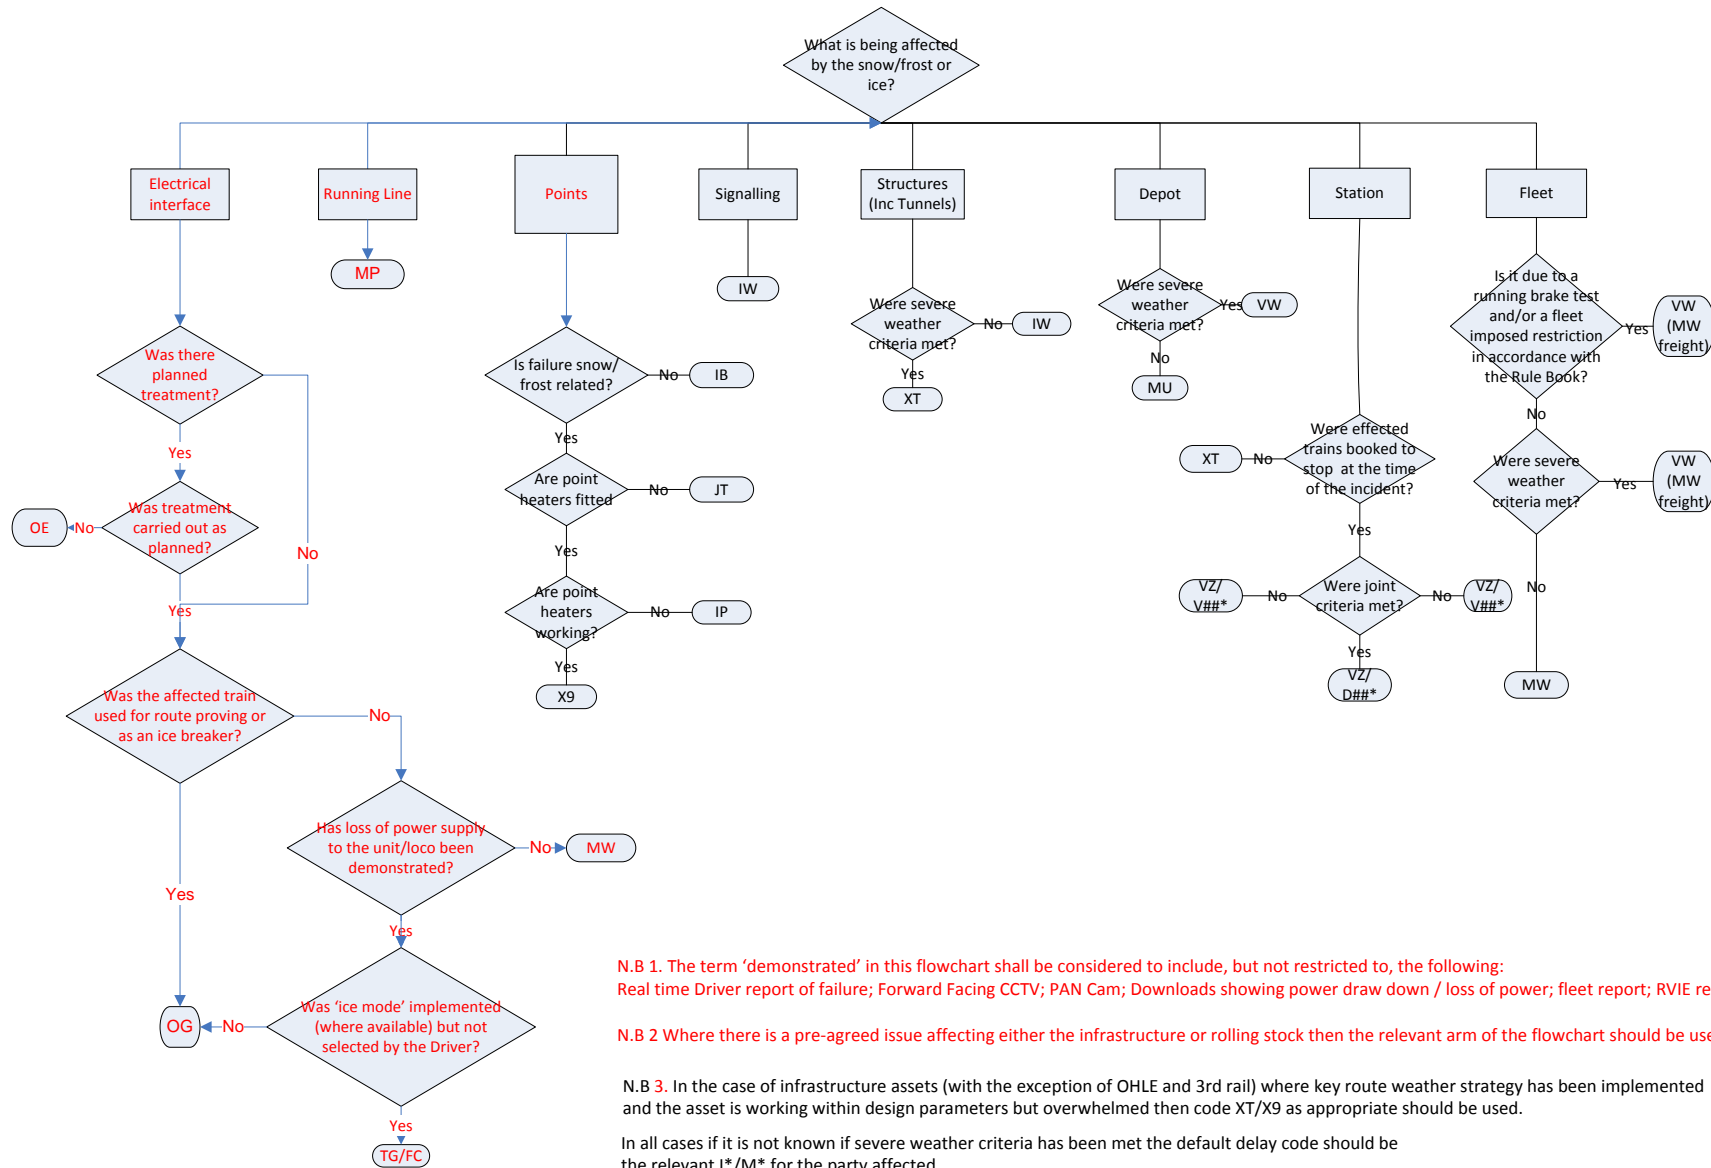 What is being affected
by the snow/frost or
ice?
Electrical
interface
Running Line
Points
Signalling
Structures
(Inc Tunnels)
Depot
Station
Fleet
MP
IW
Was there
planned
treatment?
Yes
No
Was treatment
carried out as
planned?
No
OE
Yes
Was the affected train
used for route proving or
as an ice breaker?
No
Yes
Has loss of power supply
to the unit/loco been
demonstrated?
No
MW
Yes
Was ‘ice mode’ implemented
(where available) but not
selected by the Driver?
No
OG
Yes
TG/FC
Is failure snow/
frost related?
No
IB
Yes
Are point
heaters fitted
No
JT
Yes
Are point
heaters
working?
No
IP
Yes
X9
Were severe
weather
criteria met?
No
IW
Yes
XT
Were severe
weather
criteria met?
Yes
VW
No
MU
Were effected
trains booked to
stop at the time
of the incident?
No
XT
Yes
Were joint
criteria met?
No
VZ/
V##*
No
VZ/
V##*
Yes
VZ/
D##*
Is it due to a
running brake test
and/or a fleet
imposed restriction
in accordance with
the Rule Book?
Yes
VW
(MW
freight)
No
Were severe
weather
criteria met?
Yes
VW
(MW
freight)
No
MW
N.B 1. The term ‘demonstrated’ in this flowchart shall be considered to include, but not restricted to, the following:
Real time Driver report of failure; Forward Facing CCTV; PAN Cam; Downloads showing power draw down / loss of power; fleet report; RVIE re
N.B 2 Where there is a pre-agreed issue affecting either the infrastructure or rolling stock then the relevant arm of the flowchart should be use
N.B 3. In the case of infrastructure assets (with the exception of OHLE and 3rd rail) where key route weather strategy has been implemented
and the asset is working within design parameters but overwhelmed then code XT/X9 as appropriate should be used.
In all cases if it is not known if severe weather criteria has been met the default delay code should be
the relevant I*/M* for the party affected